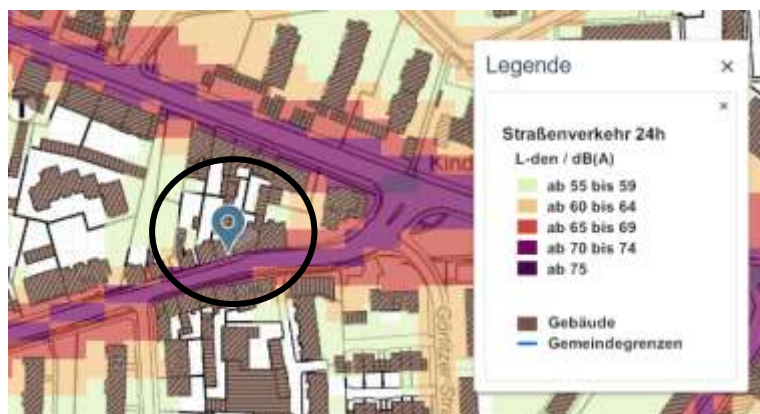 Kind
Görlitzer Str
Legende ×
×
Straßenverkehr 24h
L-den / dB(A)
ab 55 bis 59
ab 60 bis 64
ab 65 bis 69
ab 70 bis 74
ab 75
Gebäude
Gemeindegrenzen